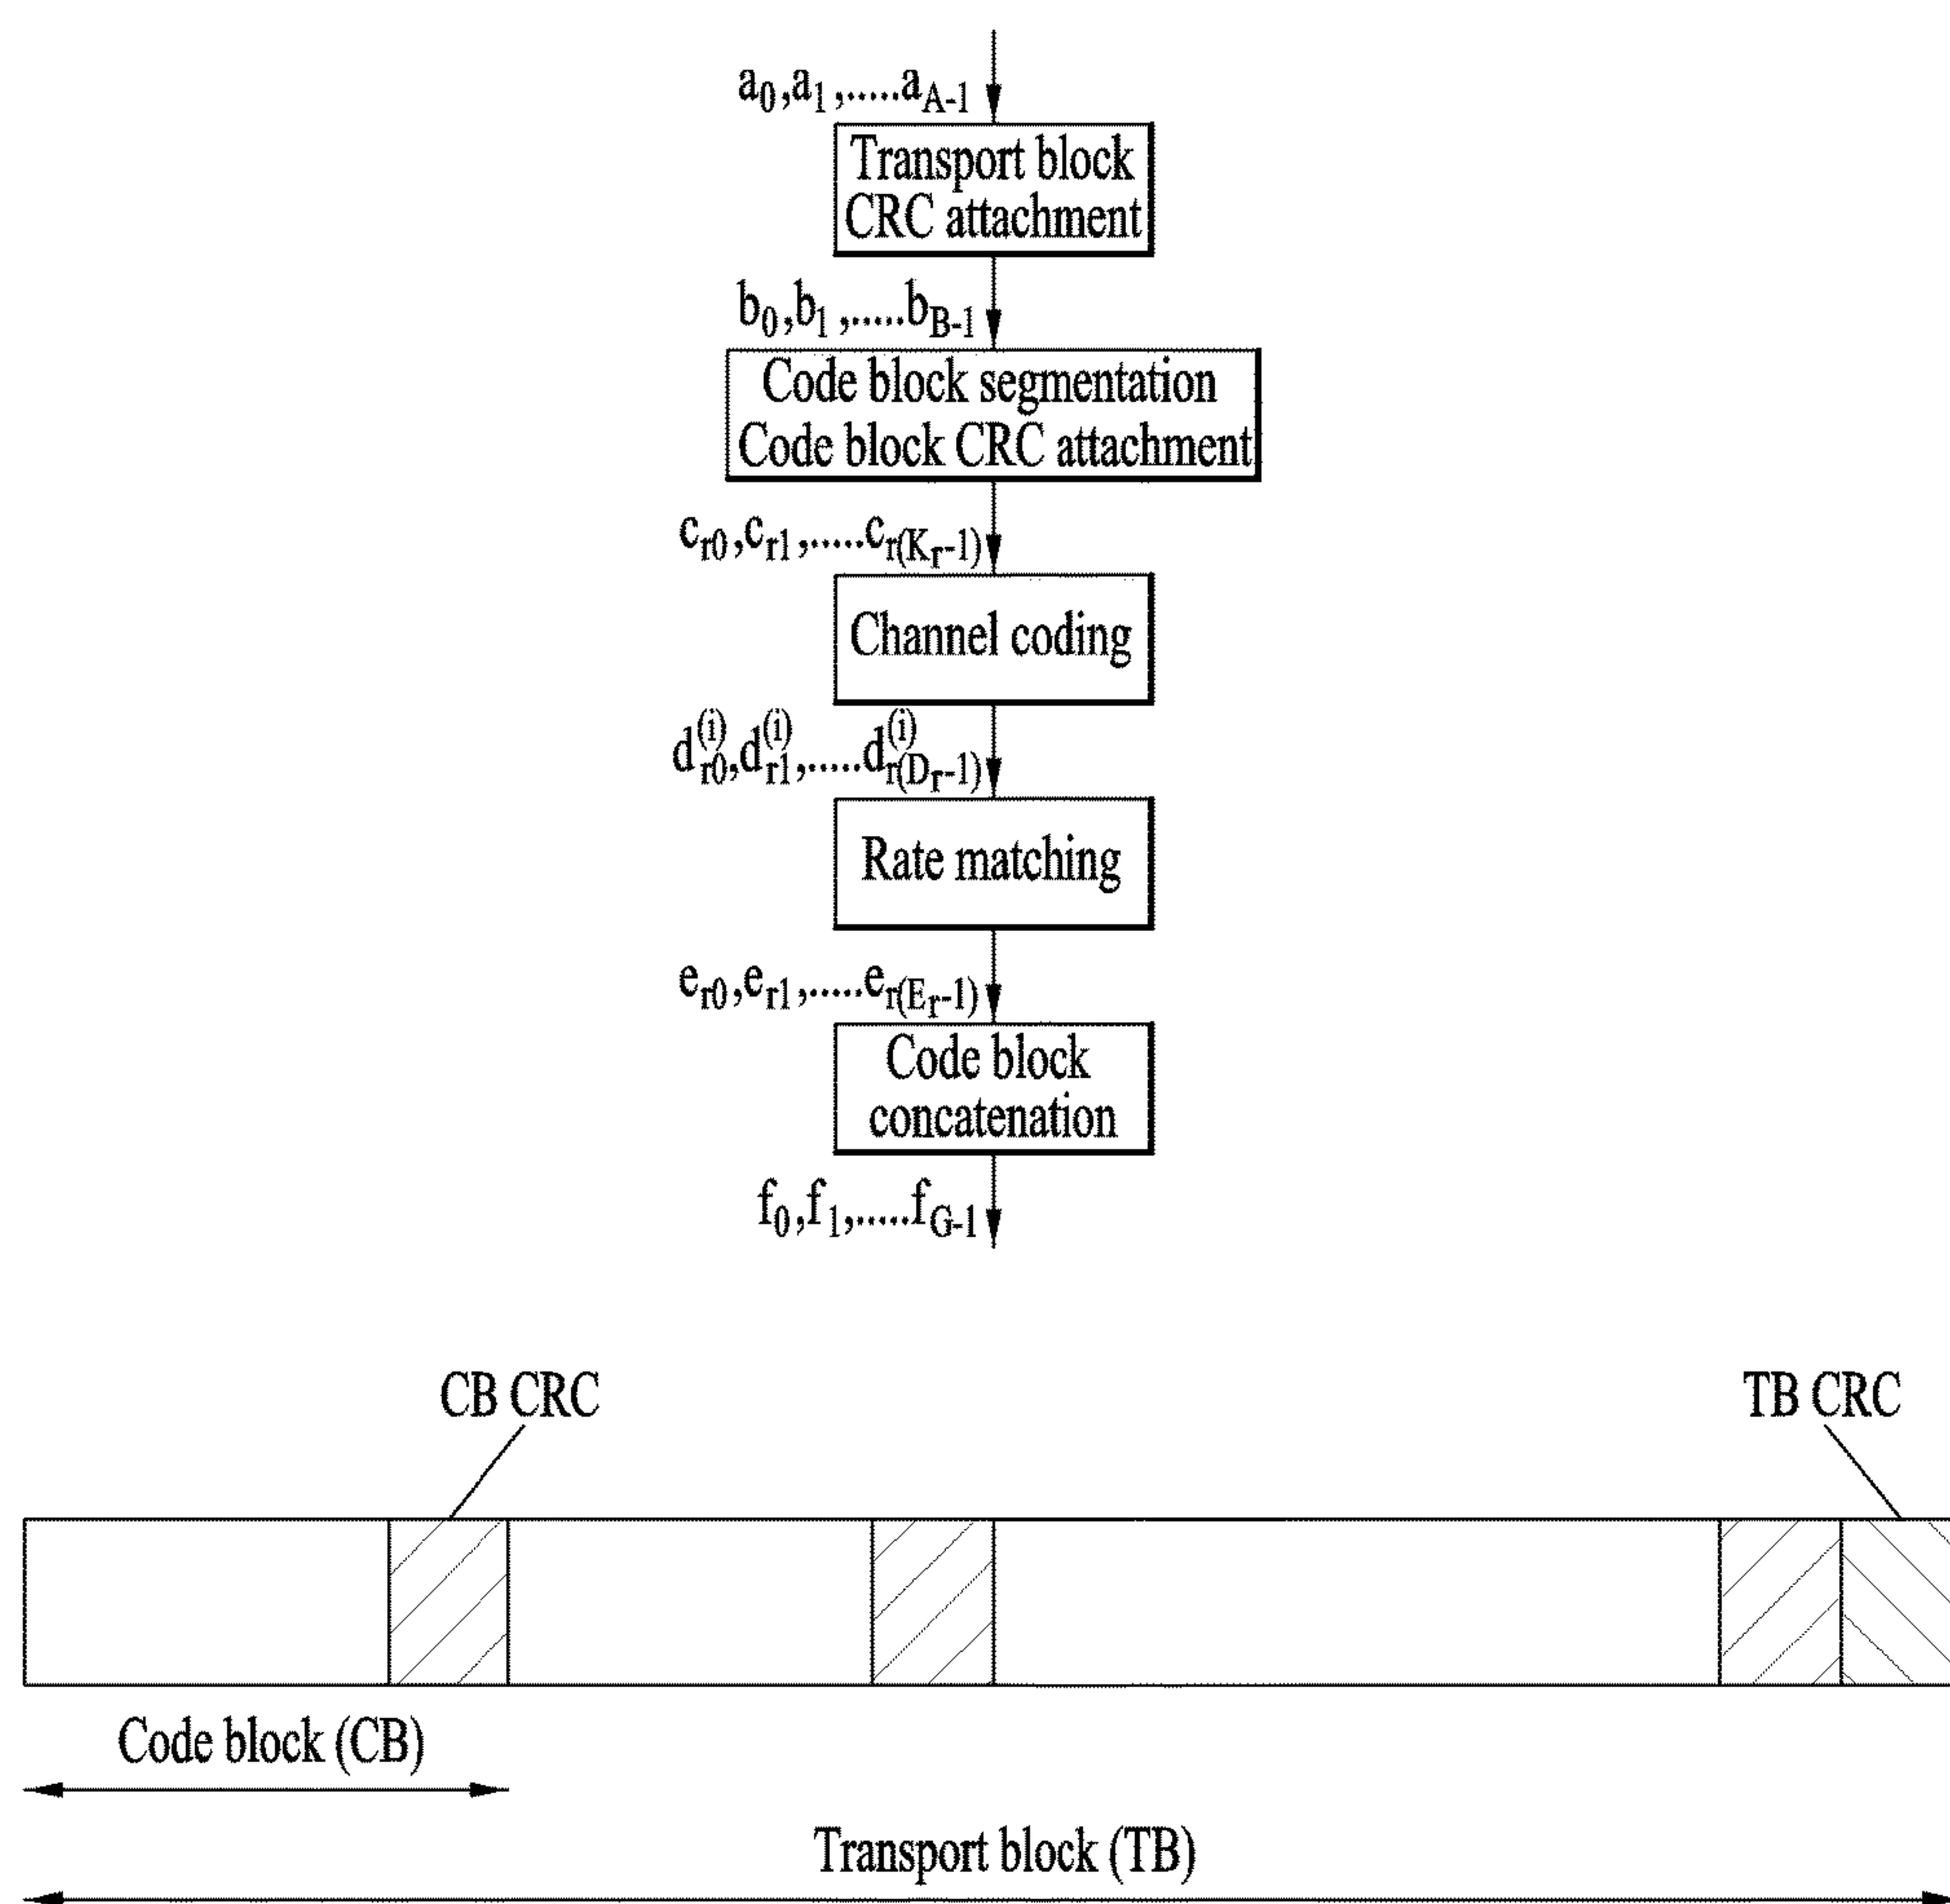 a0,a1,.....aA-1
Transport block
CRC attachment
b0,b1,.....bB-1
Code block segmentation
Code block CRC attachment
cr0,cr1,.....cr(Kr-1)
Channel coding
d(i)r0,d(i)r1,.....d(i)r(Dr-1)
Rate matching
er0,er1,.....er(Er-1)
Code block
concatenation
f0,f1,.....fG-1
CB CRC
TB CRC
Code block (CB)
Transport block (TB)